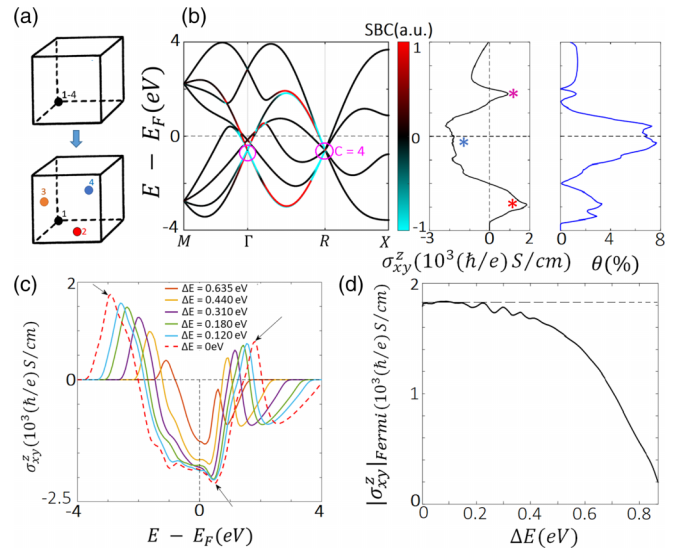 (a)
1-4
3
4
1
2
(b)
SBC(a.u.)
1
0
-1
E − E_F(eV)
4
0
-4
C = 4
M Γ R X
-3 0 2
σ^z_xy(10^3(ħ/e) S/cm)
*
*
*
0 4 8
θ(%)
(c)
σ^z_xy(10^3(ħ/e) S/cm)
2
0
-2.5
ΔE = 0.635 eV
ΔE = 0.440 eV
ΔE = 0.310 eV
ΔE = 0.180 eV
ΔE = 0.120 eV
ΔE = 0eV
-4 -2 0 2 4
E − E_F(eV)
(d)
|σ^z_xy|_Fermi(10^3(ħ/e) S/cm)
2
1
0
0 0.2 0.4 0.6 0.8
ΔE(eV)